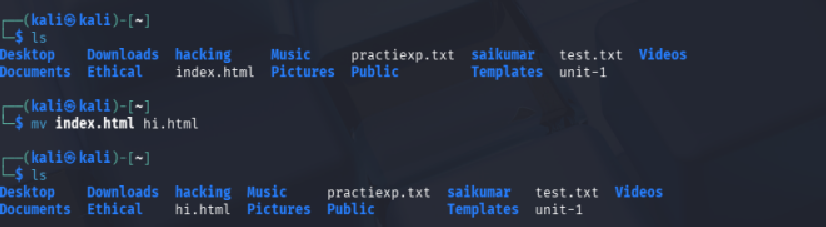 ┌──(kali㉿kali)-[~]
└─$ ls
Desktop    Downloads  hacking     Music     practiexp.txt  saikumar   test.txt  Videos
Documents  Ethical    index.html  Pictures  Public         Templates  unit-1
┌──(kali㉿kali)-[~]
└─$ mv index.html hi.html
┌──(kali㉿kali)-[~]
└─$ ls
Desktop    Downloads  hacking  Music     practiexp.txt  saikumar   test.txt  Videos
Documents  Ethical    hi.html  Pictures  Public         Templates  unit-1